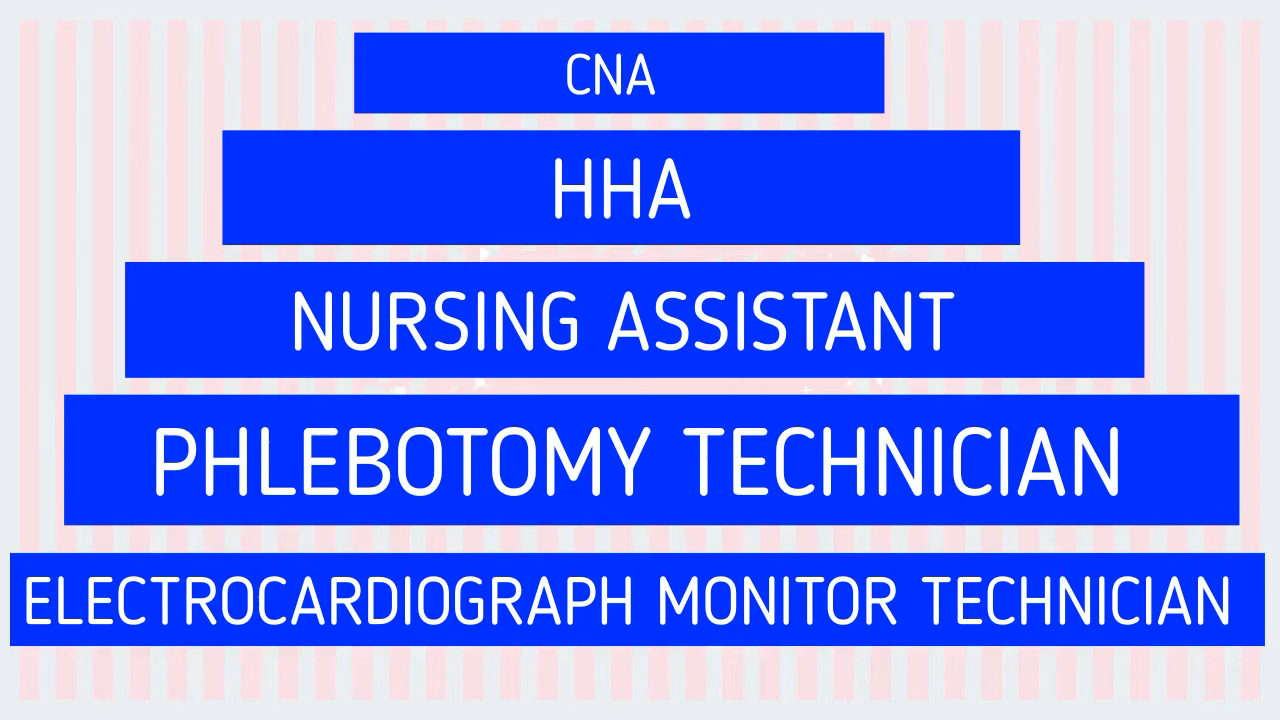 CNA
HHA
NURSING ASSISTANT
PHLEBOTOMY TECHNICIAN
ELECTROCARDIOGRAPH MONITOR TECHNICIAN